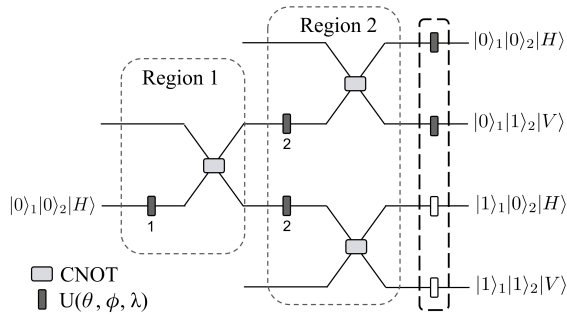 Region 2
|0⟩₁|0⟩₂|H⟩
Region 1
2
|0⟩₁|1⟩₂|V⟩
|0⟩₁|0⟩₂|H⟩
1
2
|1⟩₁|0⟩₂|H⟩
CNOT
U(θ, ϕ, λ)
|1⟩₁|1⟩₂|V⟩